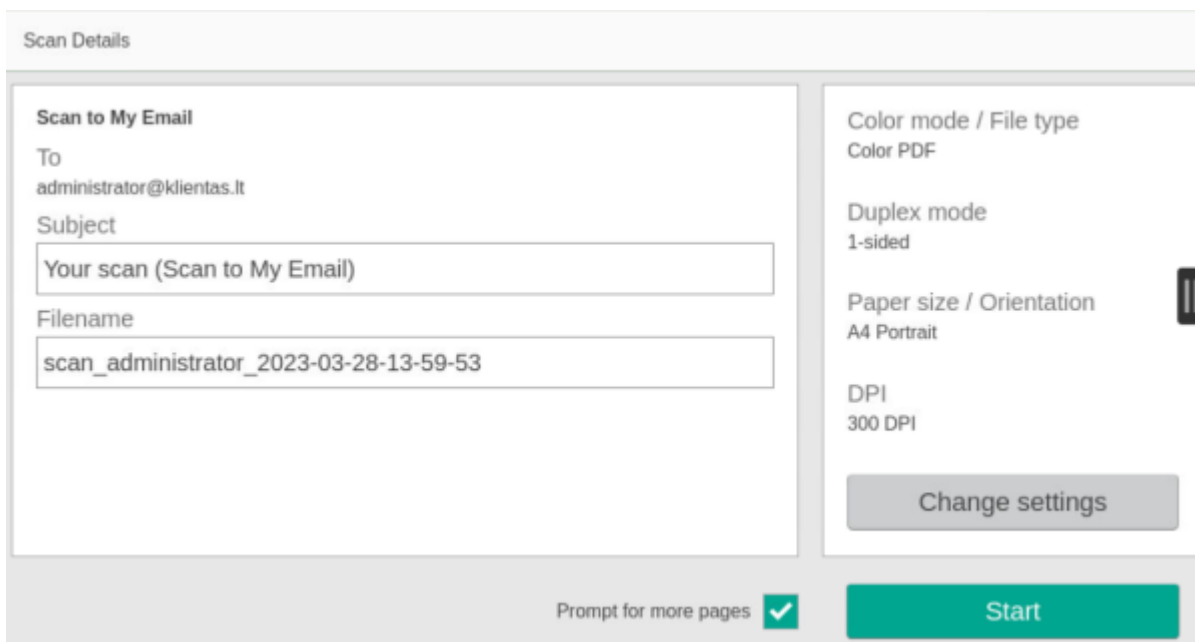 Scan Details
Scan to My Email
To
administrator@klientas.lt
Subject
Your scan (Scan to My Email)
Filename
scan_administrator_2023-03-28-13-59-53
Color mode / File type
Color PDF
Duplex mode
1-sided
Paper size / Orientation
A4 Portrait
DPI
300 DPI
Change settings
Prompt for more pages
Start